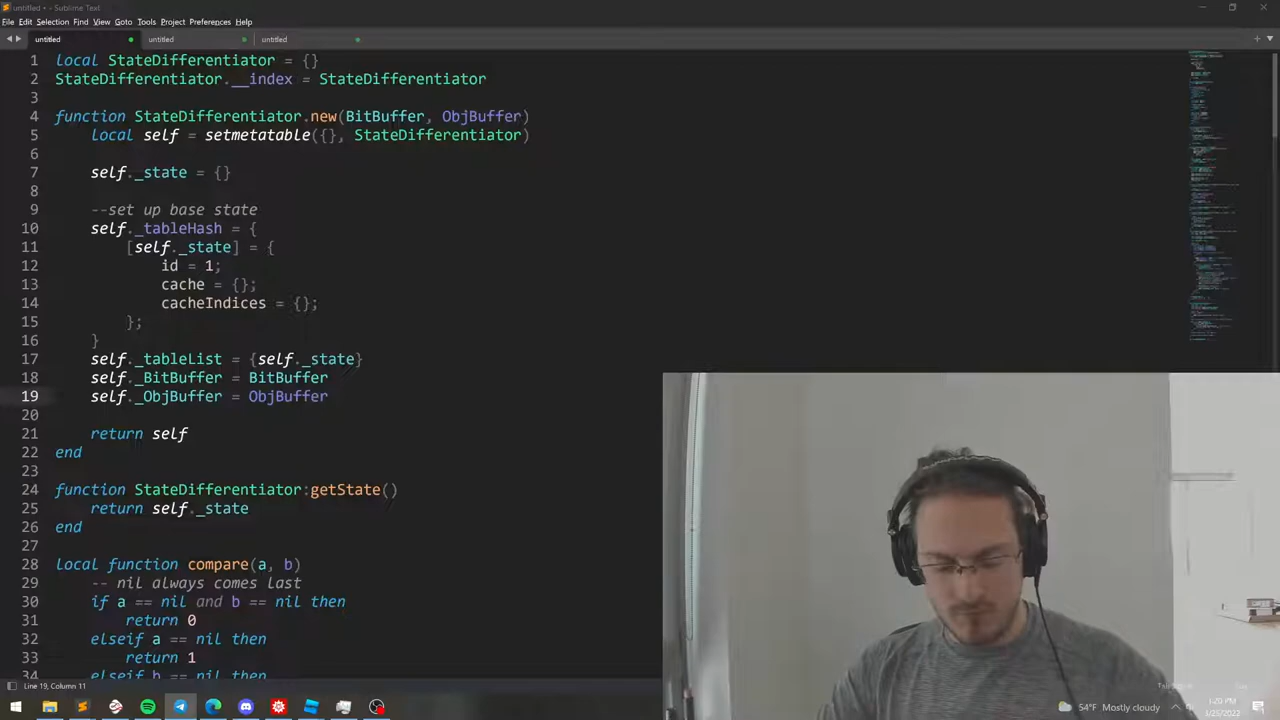 untitled • - Sublime Text
File Edit Selection Find View Goto Tools Project Preferences Help
untitled untitled untitled
1 local StateDifferentiator = {}
2 StateDifferentiator.__index = StateDifferentiator
3
4 function StateDifferentiator.new(BitBuffer, ObjBuffer)
5 local self = setmetatable({}, StateDifferentiator)
6
7 self._state = {}
8
9 --set up base state
10 self._tableHash = {
11 [self._state] = {
12 id = 1;
13 cache = {};
14 cacheIndices = {};
15 };
16 }
17 self._tableList = {self._state}
18 self._BitBuffer = BitBuffer
19 self._ObjBuffer = ObjBuffer
20
21 return self
22 end
23
24 function StateDifferentiator:getState()
25 return self._state
26 end
27
28 local function compare(a, b)
29 -- nil always comes last
30 if a == nil and b == nil then
31 return 0
32 elseif a == nil then
33 return 1
elseif b == nil then
Line 19, Column 11
54°F Mostly cloudy
1:20 PM
1/25/2022